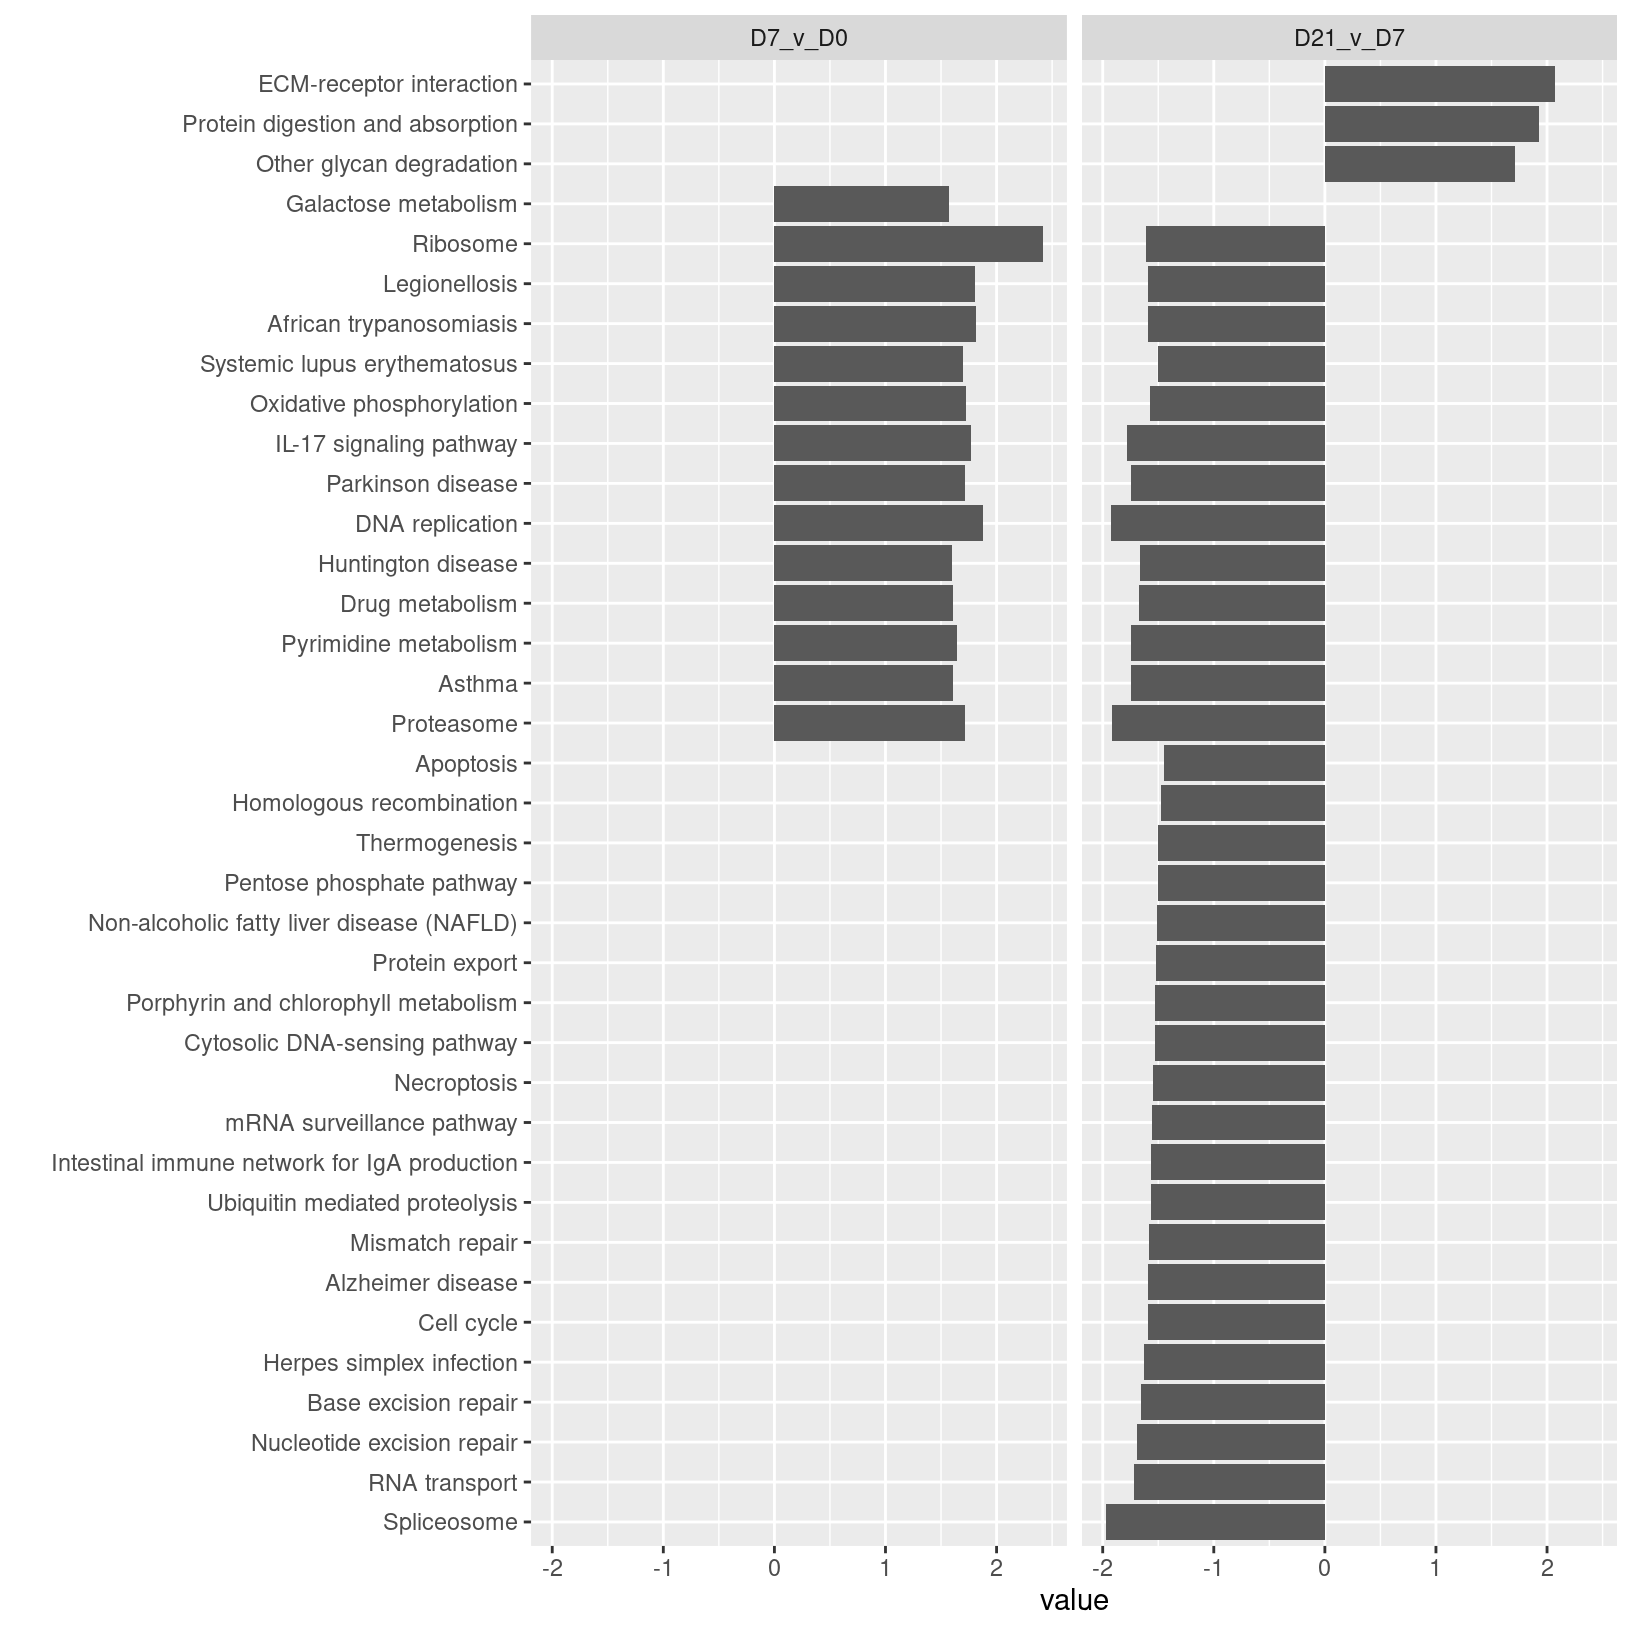 D7_v_D0 D21_v_D7
ECM-receptor interaction
Protein digestion and absorption
Other glycan degradation
Galactose metabolism
Ribosome
Legionellosis
African trypanosomiasis
Systemic lupus erythematosus
Oxidative phosphorylation
IL-17 signaling pathway
Parkinson disease
DNA replication
Huntington disease
Drug metabolism
Pyrimidine metabolism
Asthma
Proteasome
Apoptosis
Homologous recombination
Thermogenesis
Pentose phosphate pathway
Non-alcoholic fatty liver disease (NAFLD)
Protein export
Porphyrin and chlorophyll metabolism
Cytosolic DNA-sensing pathway
Necroptosis
mRNA surveillance pathway
Intestinal immune network for IgA production
Ubiquitin mediated proteolysis
Mismatch repair
Alzheimer disease
Cell cycle
Herpes simplex infection
Base excision repair
Nucleotide excision repair
RNA transport
Spliceosome
-2 -1 0 1 2 -2 -1 0 1 2
value